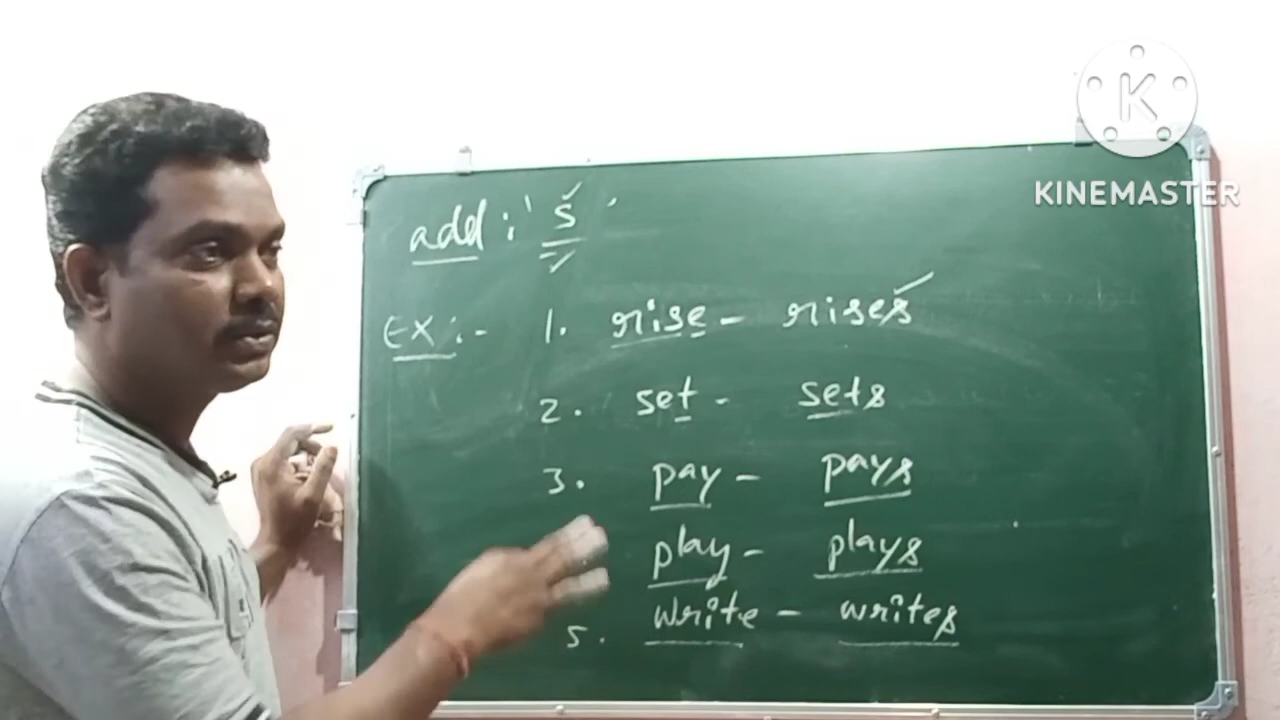 add : 's'
Ex :- 1. rise - rises
2. set - sets
3. pay - pays
play - plays
5. write - writes
K
KINEMASTER